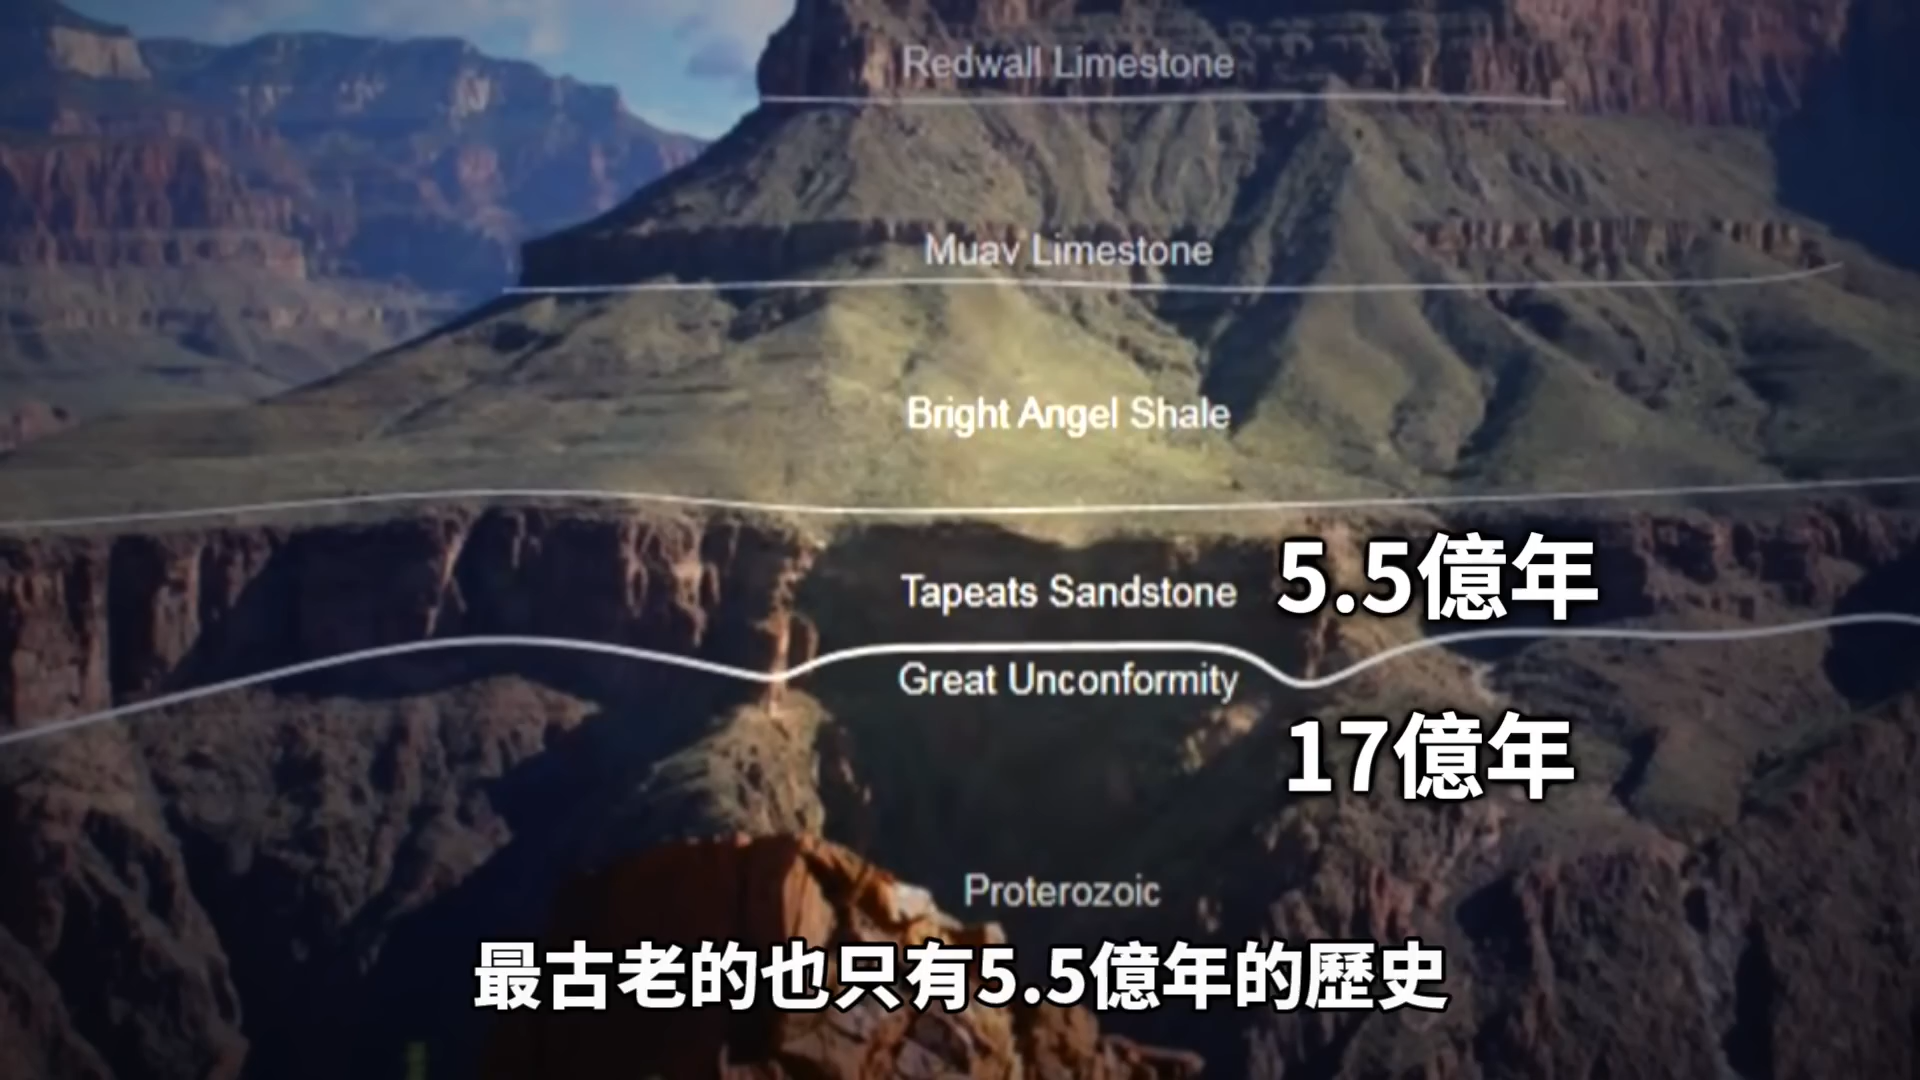 Redwall Limestone
Muav Limestone
Bright Angel Shale
Tapeats Sandstone
5.5億年
Great Unconformity
17億年
Proterozoic
最古老的也只有5.5億年的歷史